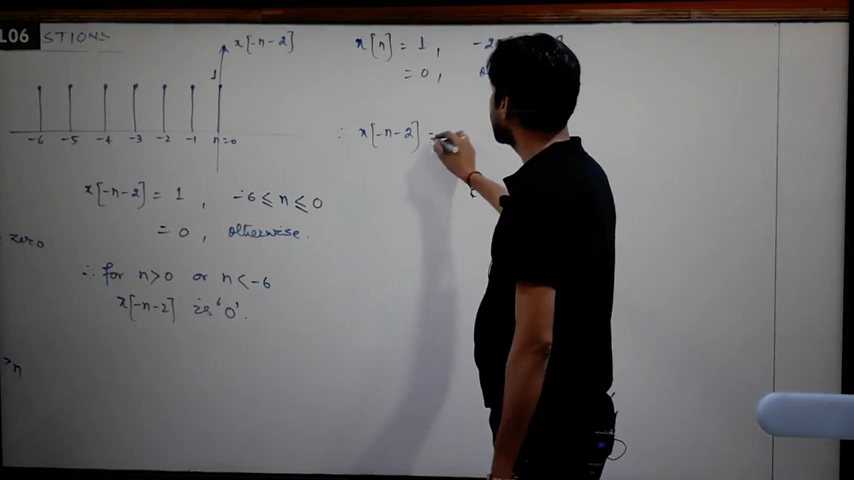 L06 STIONS
x[-n-2]
1
-6 -5 -4 -3 -2 -1 n=0
x[-n-2] = 1 , -6 ≤ n ≤ 0
= 0 , otherwise.
zero
∴ for n>0 or n<-6
x[-n-2] is '0'.
>n
x[n] = 1 , -2
= 0 ,
∴ x[-n-2] =